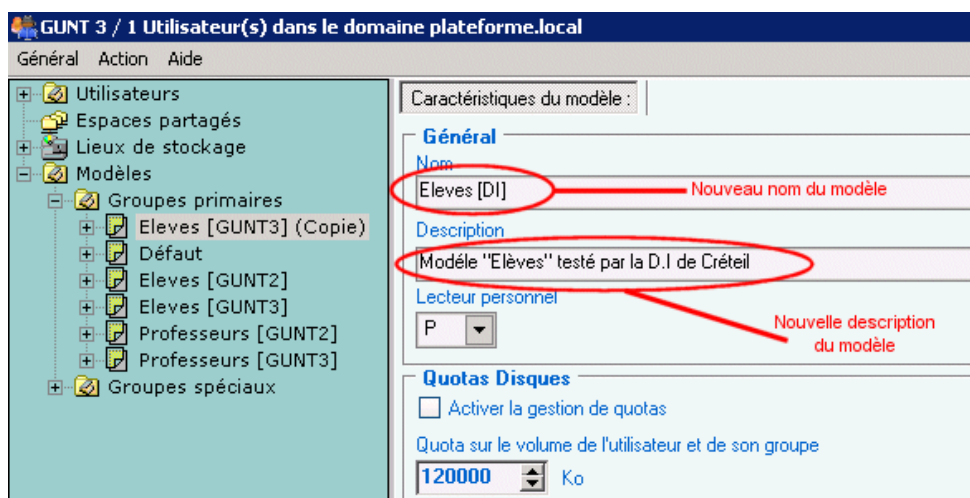 GUNT 3 / 1 Utilisateur(s) dans le domaine plateforme.local
Général Action Aide
Utilisateurs
Espaces partagés
Lieux de stockage
Modèles
Groupes primaires
Eleves [GUNT3] (Copie)
Défaut
Eleves [GUNT2]
Eleves [GUNT3]
Professeurs [GUNT2]
Professeurs [GUNT3]
Groupes spéciaux
Caractéristiques du modèle :
Général
Nom
Eleves [DI]
Nouveau nom du modèle
Description
Modéle "Elèves" testé par la D.I de Créteil
Lecteur personnel
P
Nouvelle description
du modèle
Quotas Disques
Activer la gestion de quotas
Quota sur le volume de l'utilisateur et de son groupe
120000 Ko